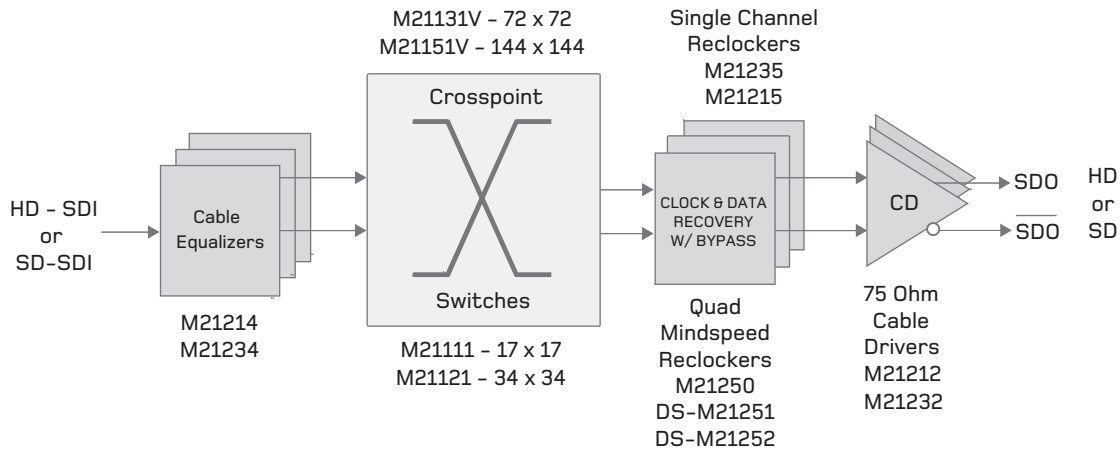 M21131V – 72 x 72
M21151V – 144 x 144
Single Channel
Reclockers
M21235
M21215
Crosspoint
Switches
HD – SDI
or
SD–SDI
Cable
Equalizers
M21214
M21234
M21111 – 17 x 17
M21121 – 34 x 34
CLOCK & DATA
RECOVERY
W/ BYPASS
Quad
Mindspeed
Reclockers
M21250
DS–M21251
DS–M21252
CD
75 Ohm
Cable
Drivers
M21212
M21232
SDO
SDO
HD
or
SD